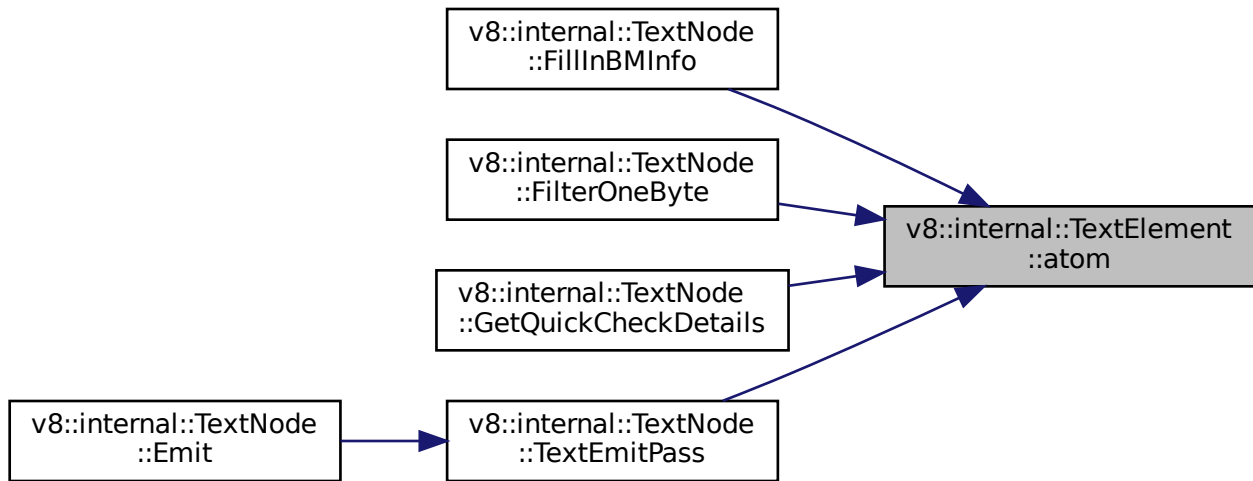 v8::internal::TextNode
::FillInBMInfo
v8::internal::TextNode
::FilterOneByte
v8::internal::TextElement
::atom
v8::internal::TextNode
::GetQuickCheckDetails
v8::internal::TextNode
::Emit
v8::internal::TextNode
::TextEmitPass